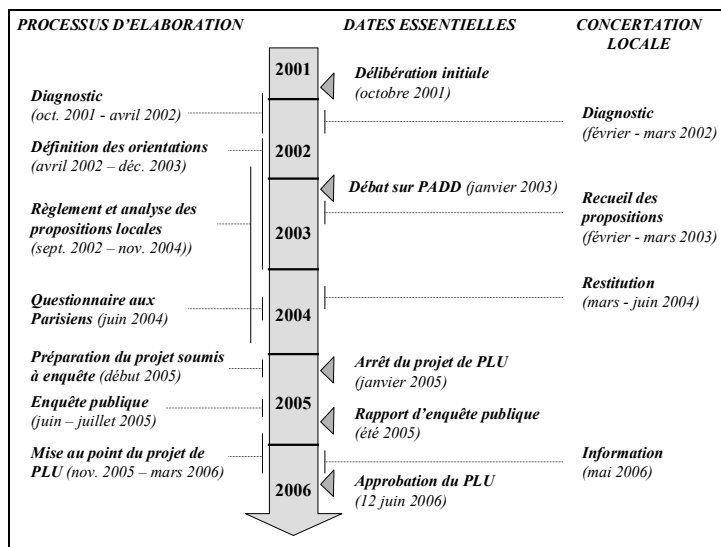 PROCESSUS D'ELABORATION
DATES ESSENTIELLES
CONCERTATION
LOCALE
2001
Délibération initiale
(octobre 2001)
Diagnostic
(oct. 2001 - avril 2002)
Diagnostic
(février - mars 2002)
Définition des orientations
(avril 2002 – déc. 2003)
2002
Débat sur PADD (janvier 2003)
Règlement et analyse des
propositions locales
(sept. 2002 – nov. 2004))
2003
Recueil des
propositions
(février - mars 2003)
Questionnaire aux
Parisiens (juin 2004)
2004
Restitution
(mars - juin 2004)
Préparation du projet soumis
à enquête (début 2005)
Arrêt du projet de PLU
(janvier 2005)
Enquête publique
(juin – juillet 2005)
2005
Rapport d'enquête publique
(été 2005)
Mise au point du projet de
PLU (nov. 2005 – mars 2006)
Information
(mai 2006)
2006
Approbation du PLU
(12 juin 2006)